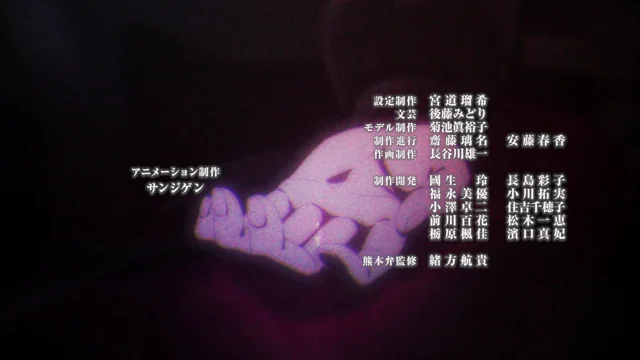 アニメーション制作
サンジゲン
設定制作 宮道瑠希
文芸 後藤みどり
モデル制作 菊池眞裕子
制作進行 齋藤璃名 安藤春香
作画制作 長谷川雄一
制作開発 國生 玲 長島彩子
福永美優 小川拓実
小澤卓二 住吉千穂子
前川百花 松木一恵
栃原楓佳 濱口真妃
熊本弁監修 緒方航貴